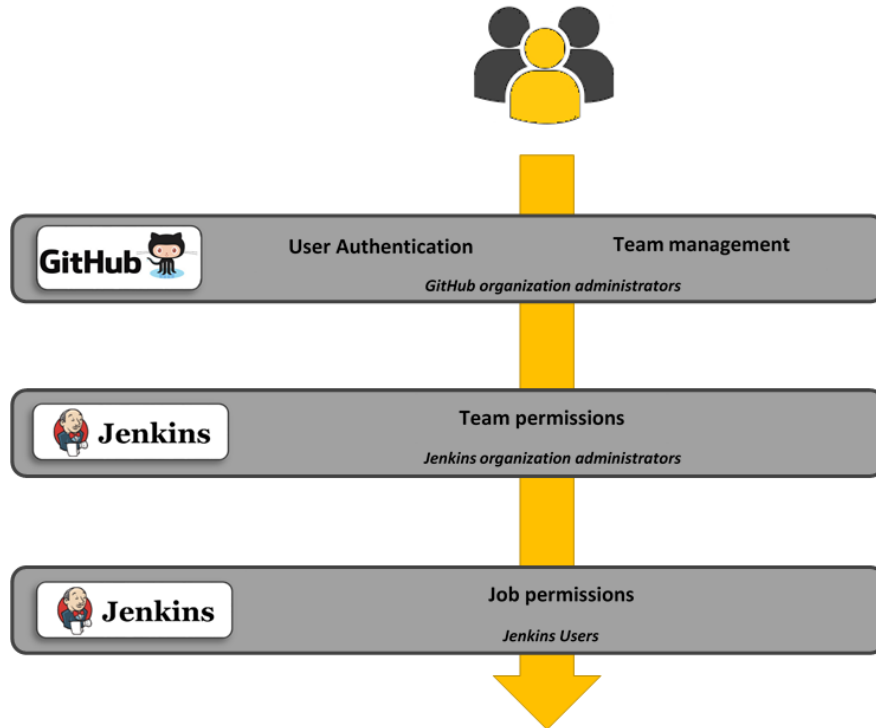 GitHub
User Authentication
Team management
GitHub organization administrators
Jenkins
Team permissions
Jenkins organization administrators
Jenkins
Job permissions
Jenkins Users